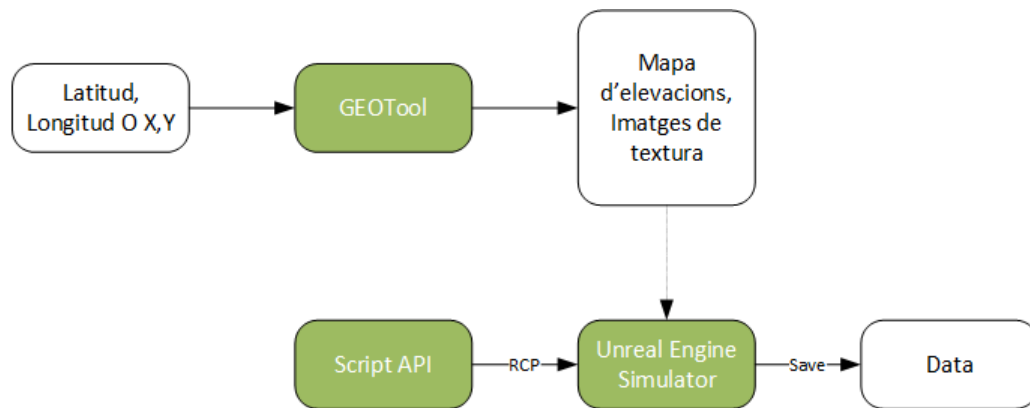 Latitud,
Longitud O X,Y
GEOTool
Mapa
d’elevacions,
Imatges de
textura
Script API
RCP
Unreal Engine
Simulator
Save
Data